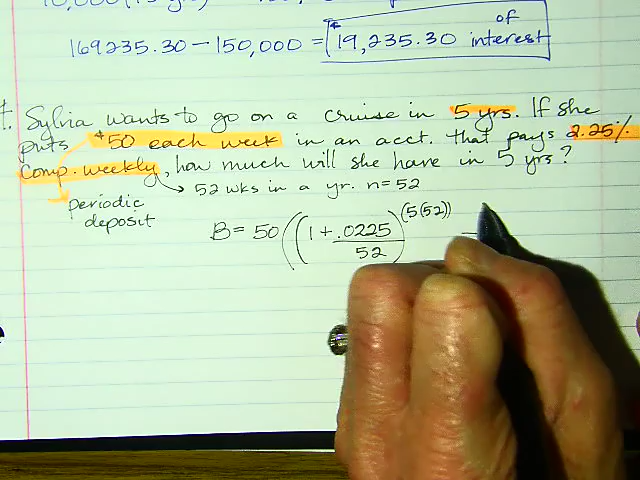 169235.30 – 150,000 = $19,235.30 of interest
Sylvia wants to go on a cruise in 5 yrs. If she
puts $50 each week in an acct. that pays 2.25%
comp. weekly, how much will she have in 5 yrs?
→ 52 wks in a yr. n=52
periodic
deposit
B = 50((1 + .0225/52)^(5(52)) –